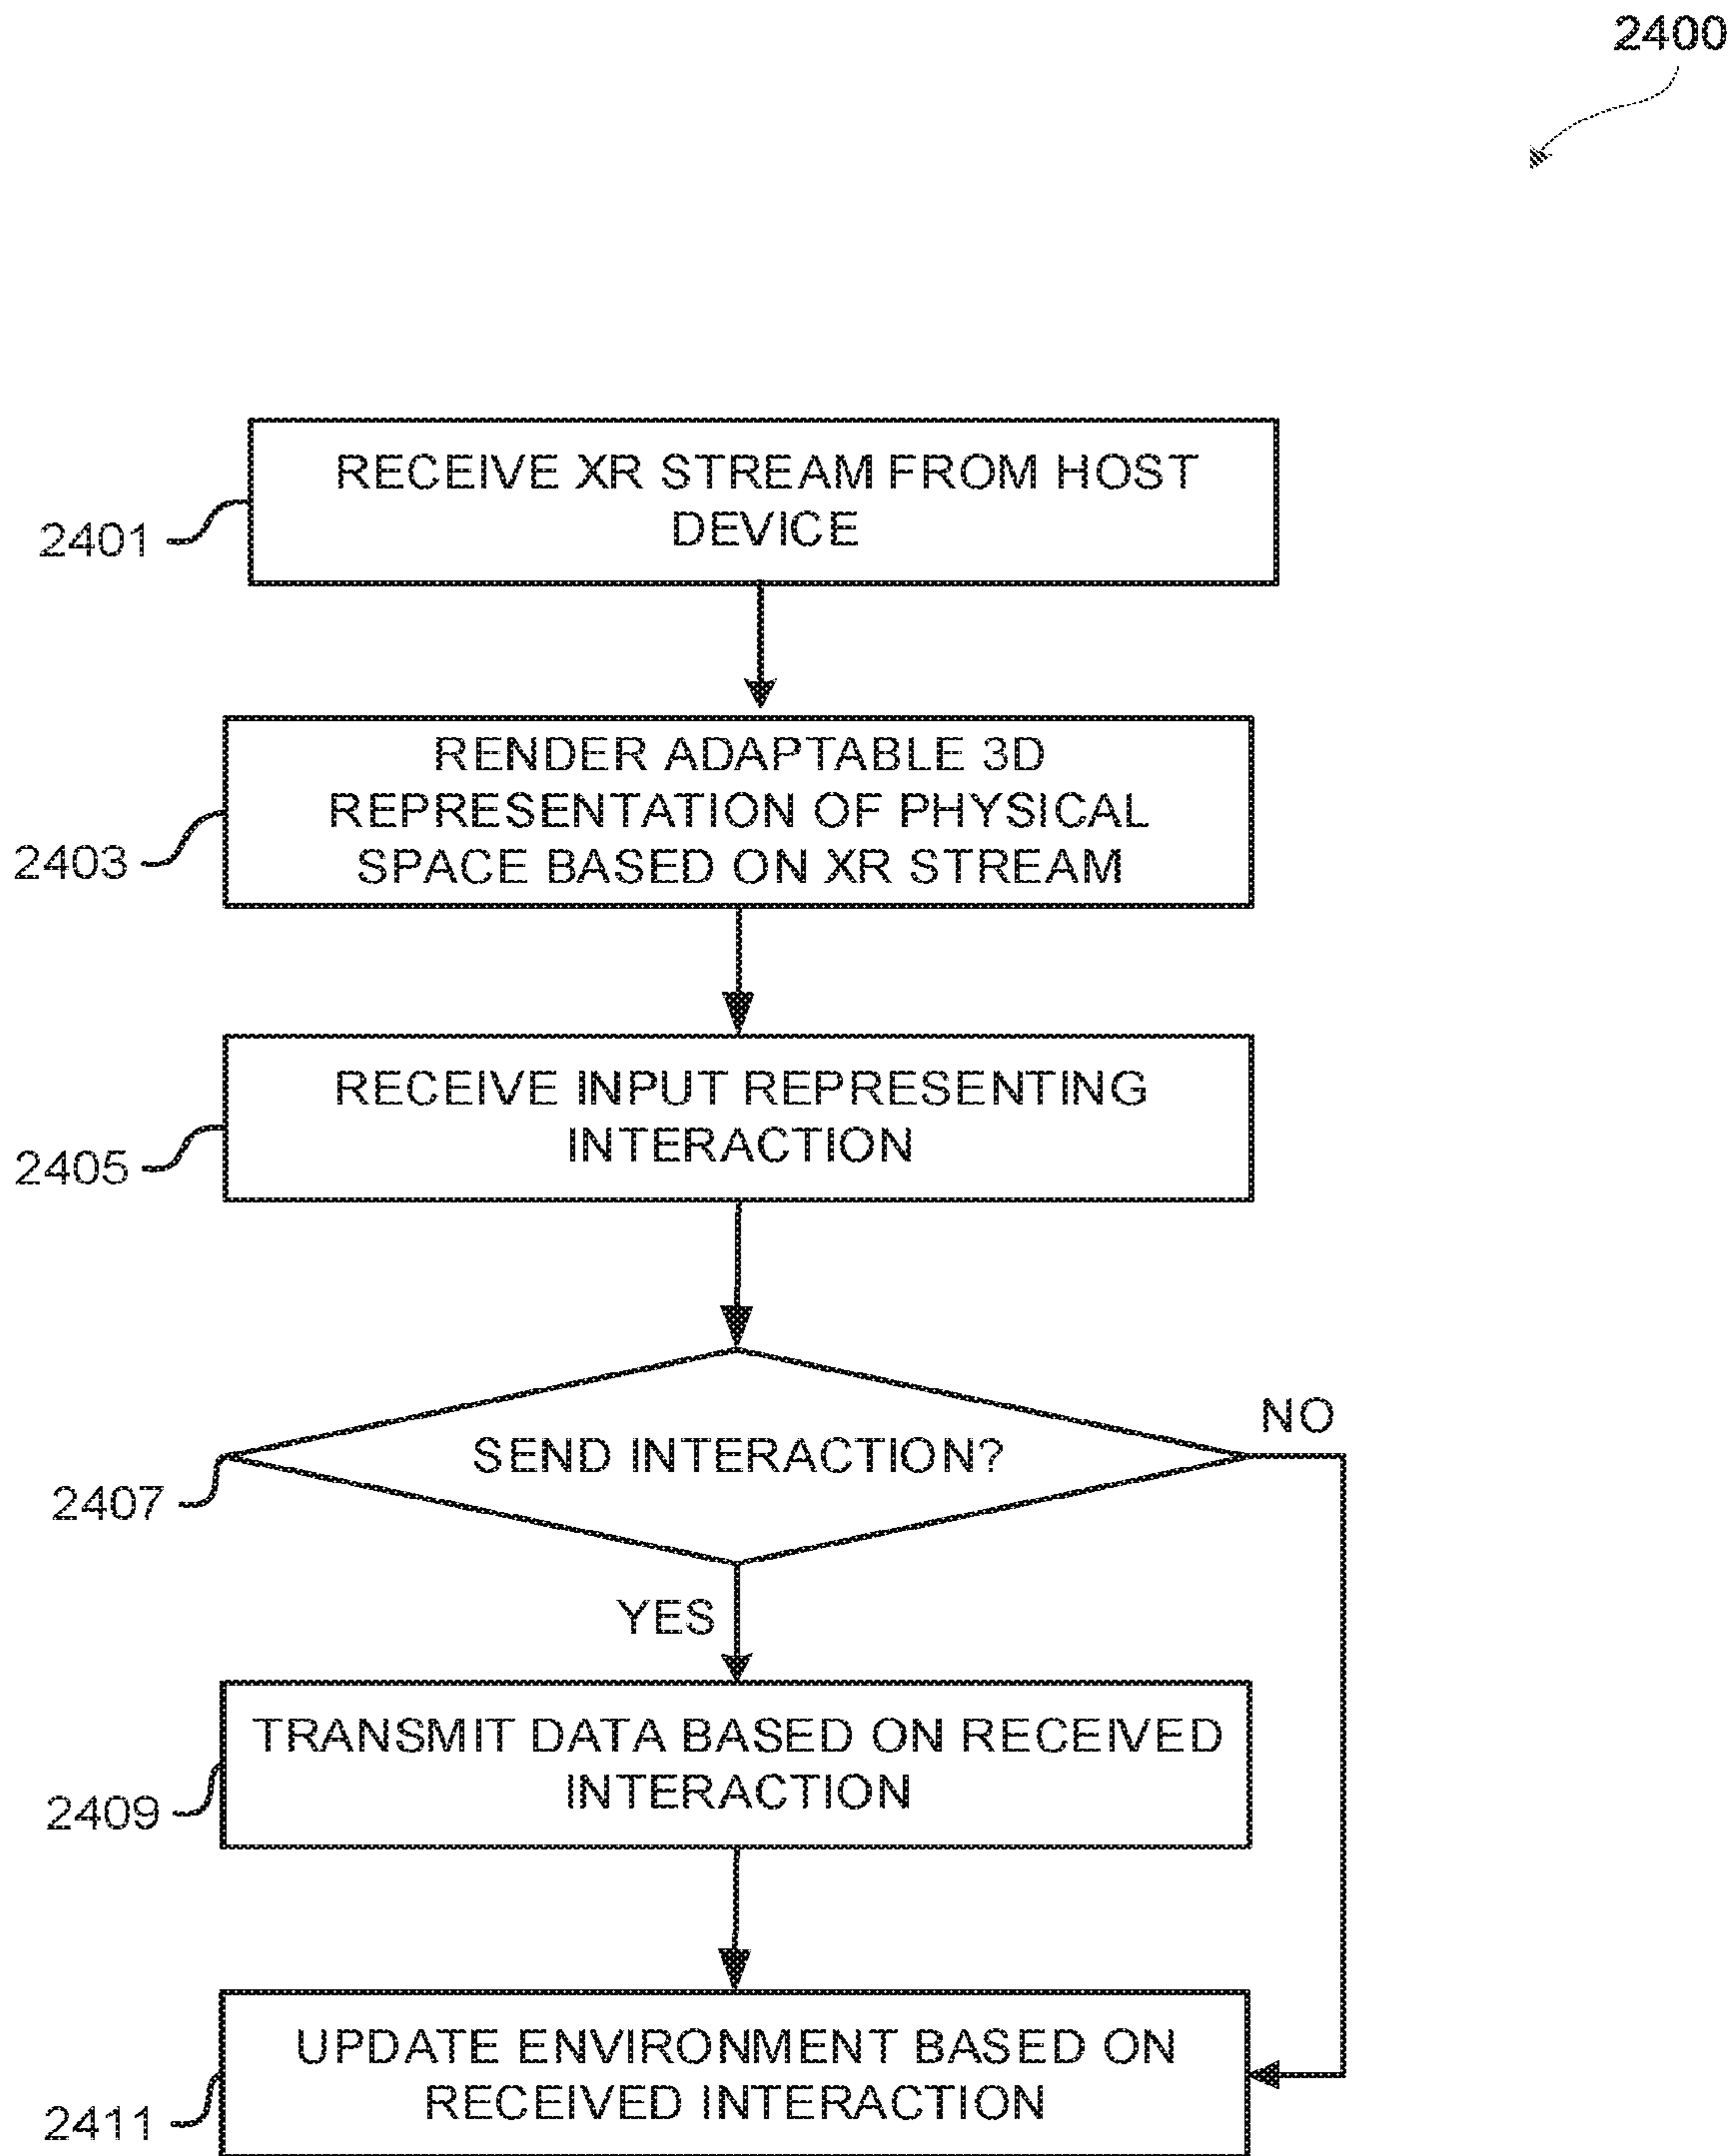 2400
RECEIVE XR STREAM FROM HOST
DEVICE
2401
RENDER ADAPTABLE 3D
REPRESENTATION OF PHYSICAL
SPACE BASED ON XR STREAM
2403
RECEIVE INPUT REPRESENTING
INTERACTION
2405
NO
SEND INTERACTION?
2407
YES
TRANSMIT DATA BASED ON RECEIVED
INTERACTION
2409
UPDATE ENVIRONMENT BASED ON
RECEIVED INTERACTION
2411